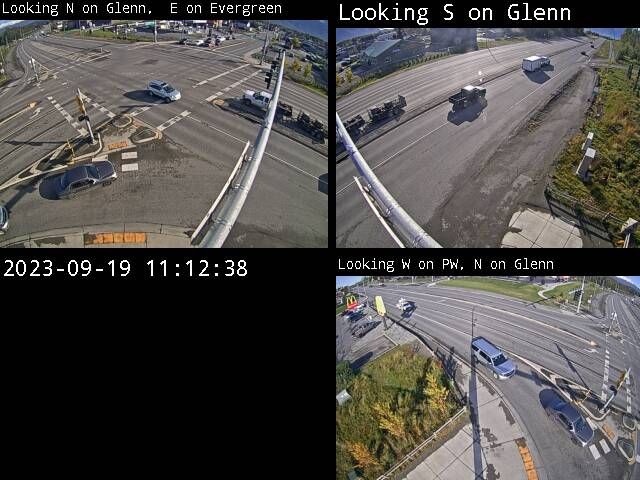 Looking N on Glenn,  E on Evergreen
Looking S on Glenn
2023-09-19 11:12:38
Looking W on PW, N on Glenn